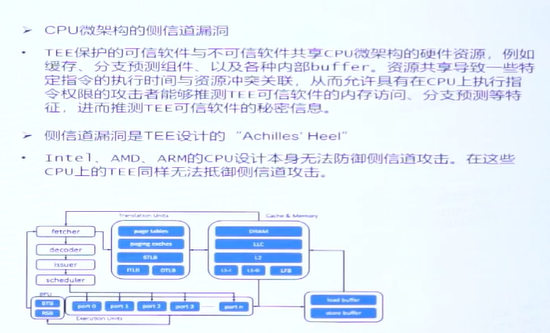 CPU微架构的侧信道漏洞
TEE保护的可信软件与不可信软件共享CPU微架构的硬件资源，例如
缓存、分支预测组件、以及各种内部buffer。资源共享导致一些特
定指令的执行时间与资源冲突关联，从而允许具有在CPU上执行指
令权限的攻击者能够推测TEE可信软件的内存访问、分支预测等特
征，进而推测TEE可信软件的秘密信息。
侧信道漏洞是TEE设计的“Achilles' Heel”
Intel、AMD、ARM的CPU设计本身无法防御侧信道攻击。在这些
CPU上的TEE同样无法抵御侧信道攻击。
Translation Units
Cache & Memory
fetcher
decoder
issuer
scheduler
page tables
paging caches
STLB
ITLB
DTLB
DRAM
LLC
L2
L1-I
L1-D
LFB
BPU
BTB
RSB
port 0
port 1
port 2
port 3
port n
Execution Units
load buffer
store buffer